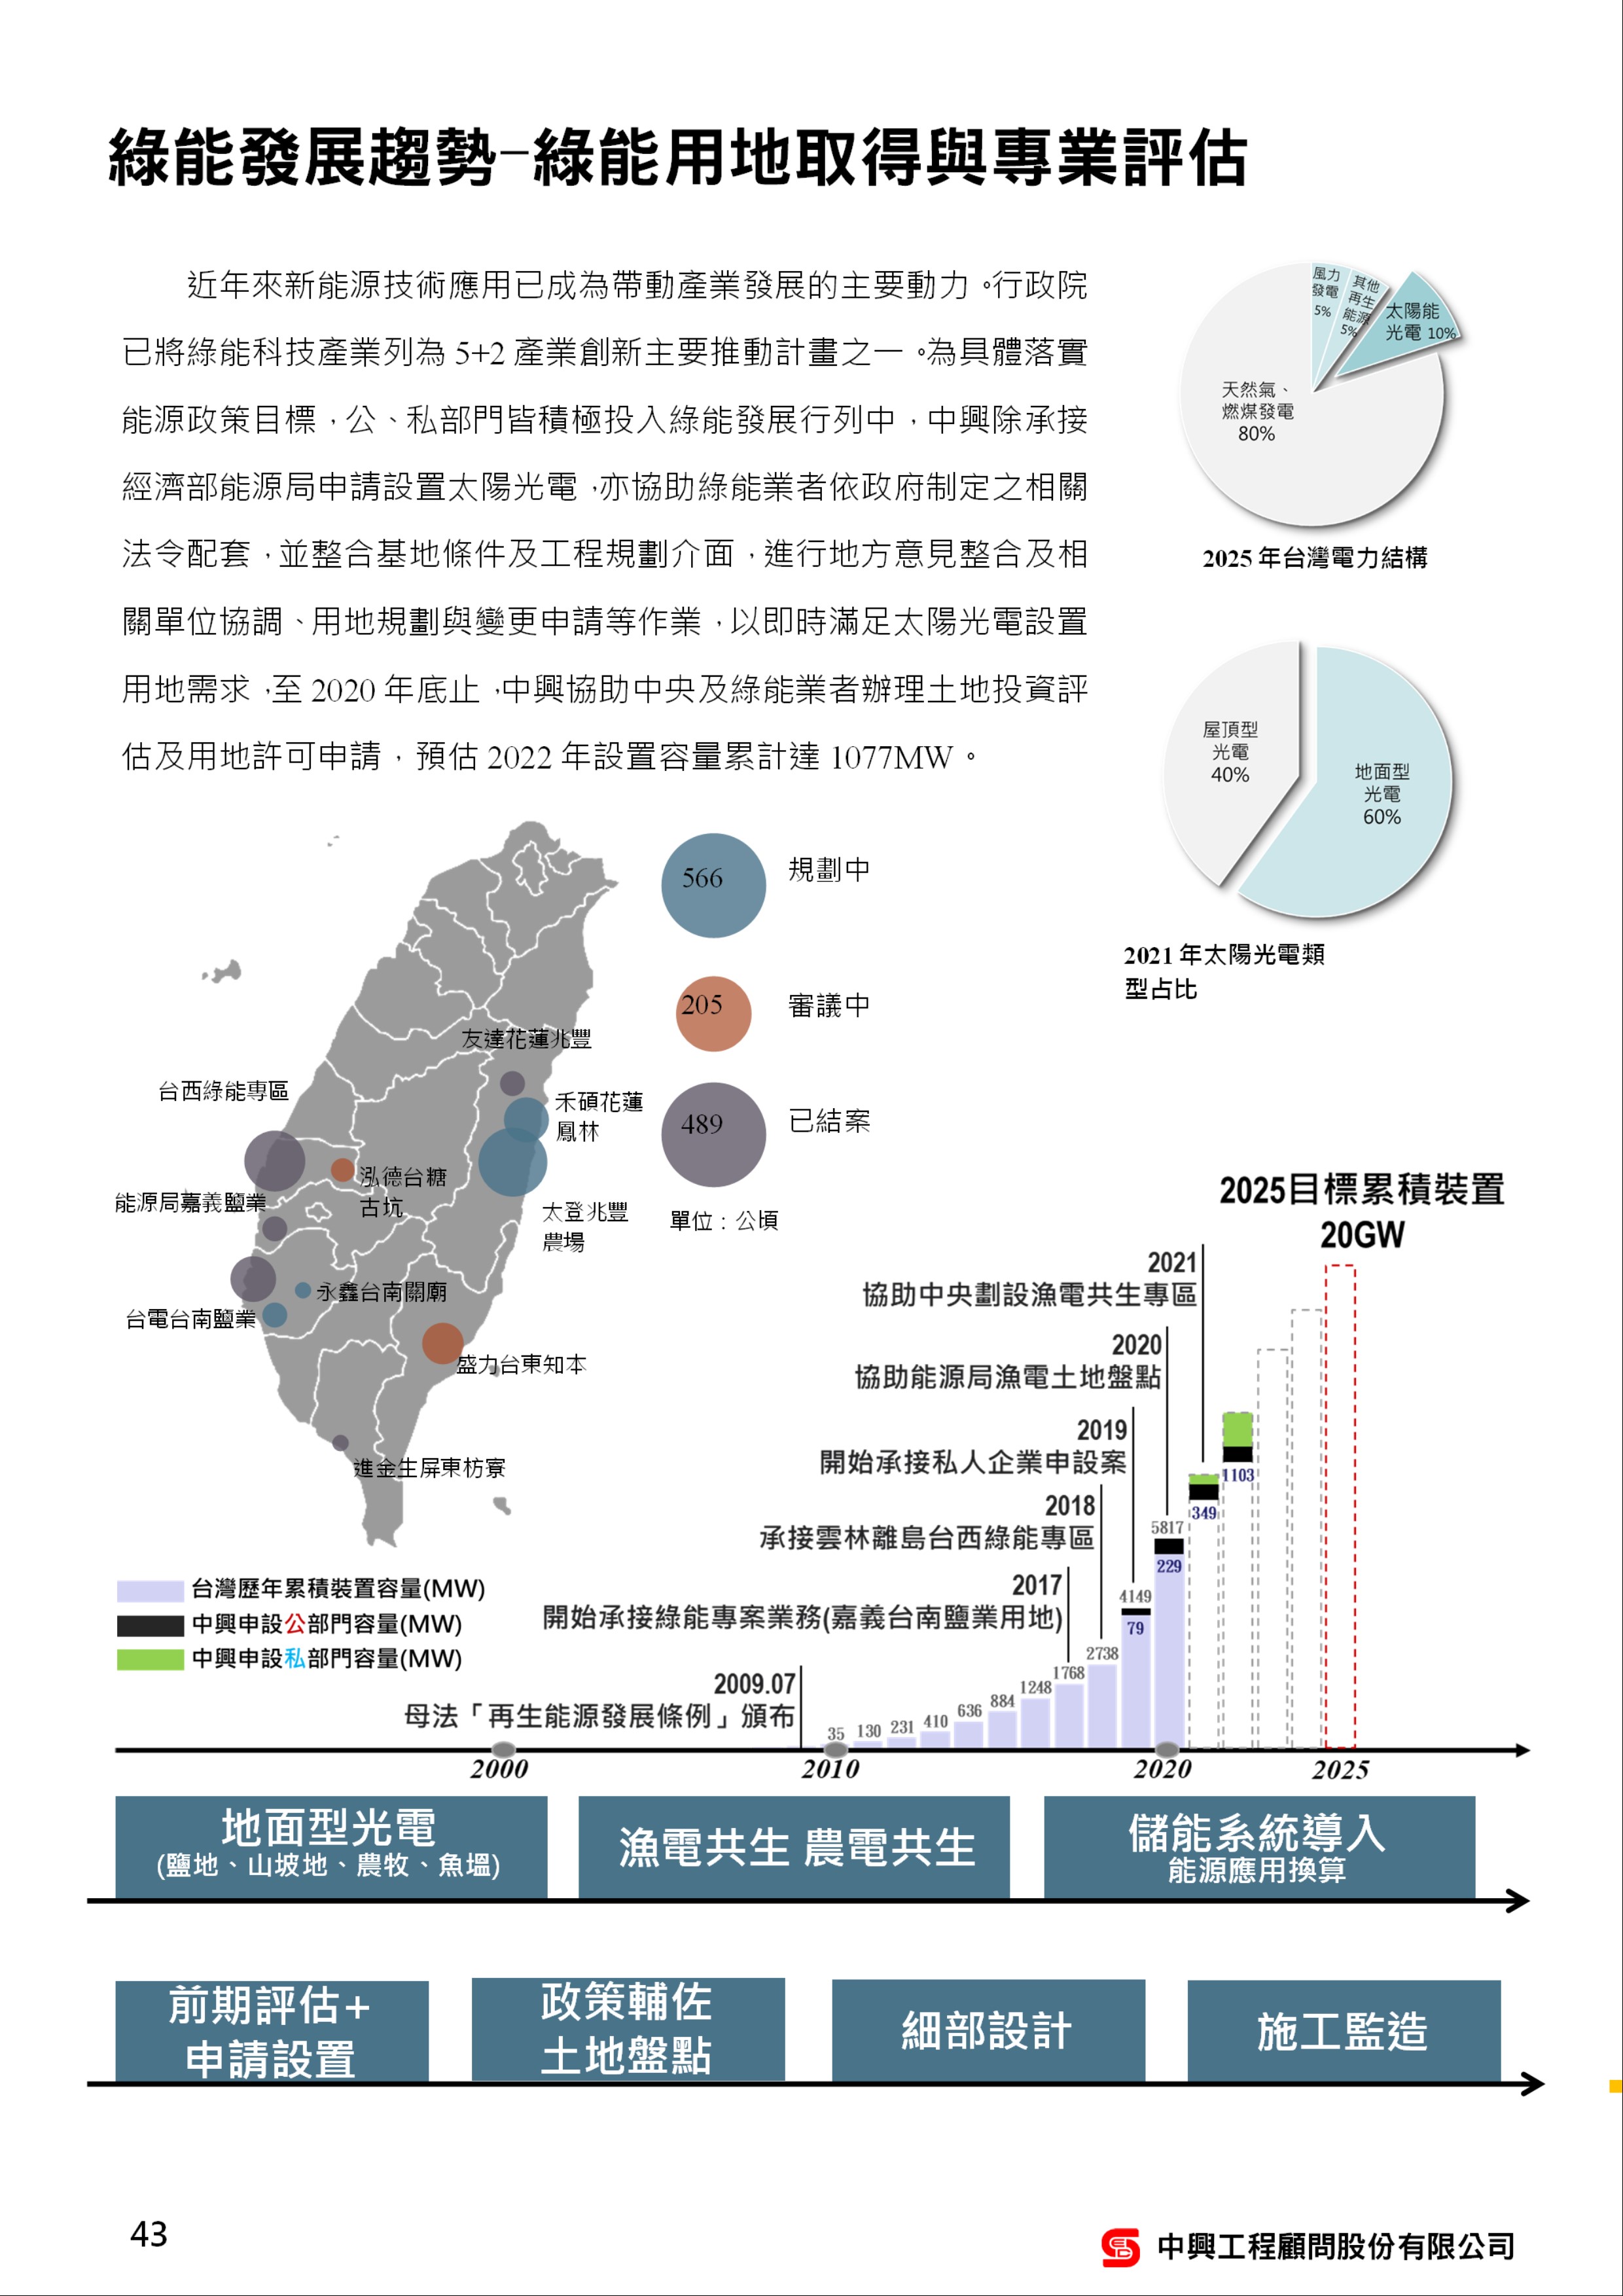 綠能發展趨勢－綠能用地取得與專業評估
近年來新能源技術應用已成為帶動產業發展的主要動力。行政院
已將綠能科技產業列為 5+2 產業創新主要推動計畫之一。為具體落實
能源政策目標，公、私部門皆積極投入綠能發展行列中，中興除承接
經濟部能源局申請設置太陽光電，亦協助綠能業者依政府制定之相關
法令配套，並整合基地條件及工程規劃介面，進行地方意見整合及相
關單位協調、用地規劃與變更申請等作業，以即時滿足太陽光電設置
用地需求，至 2020 年底止，中興協助中央及綠能業者辦理土地投資評
估及用地許可申請，預估 2022 年設置容量累計達 1077MW。
風力
發電
5%
其他
再生
能源
5%
太陽能
光電 10%
天然氣、
燃煤發電
80%
2025 年台灣電力結構
屋頂型
光電
40%
地面型
光電
60%
2021 年太陽光電類
型占比
566
規劃中
205
審議中
489
已結案
單位：公頃
友達花蓮兆豐
台西綠能專區
禾碩花蓮
鳳林
泓德台糖
古坑
能源局嘉義鹽業
太登兆豐
農場
永鑫台南關廟
台電台南鹽業
盛力台東知本
進金生屏東枋寮
2025目標累積裝置
20GW
2021
協助中央劃設漁電共生專區
2020
協助能源局漁電土地盤點
2019
開始承接私人企業申設案
2018
承接雲林離島台西綠能專區
2017
開始承接綠能專案業務(嘉義台南鹽業用地)
2009.07
母法「再生能源發展條例」頒布
台灣歷年累積裝置容量(MW)
中興申設公部門容量(MW)
中興申設私部門容量(MW)
35
130
231
410
636
884
1248
1768
2738
4149
79
5817
229
349
1103
2000
2010
2020
2025
地面型光電
(鹽地、山坡地、農牧、魚塭)
漁電共生 農電共生
儲能系統導入
能源應用換算
前期評估+
申請設置
政策輔佐
土地盤點
細部設計
施工監造
43
中興工程顧問股份有限公司